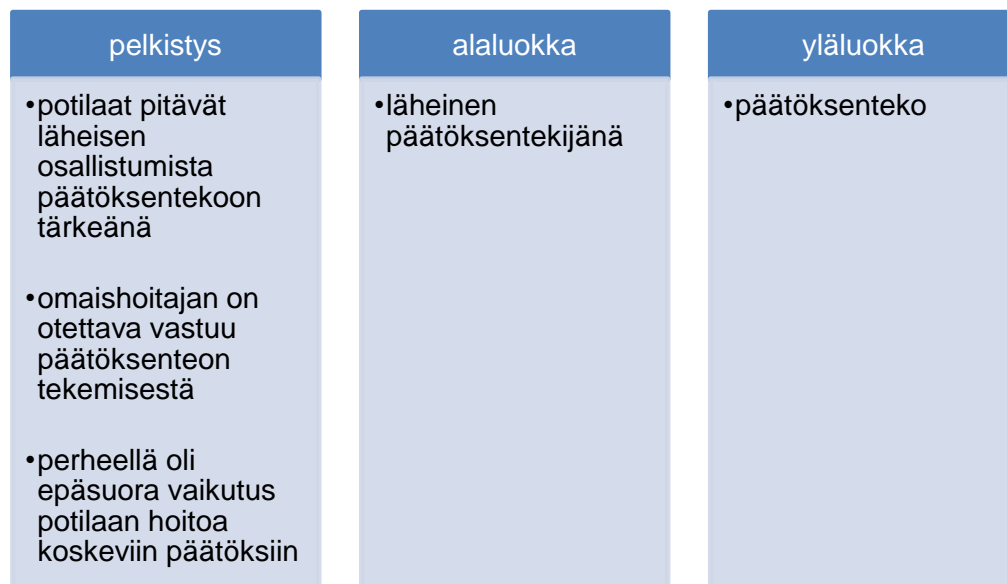 pelkistys
•potilaat pitävät
läheisen
osallistumista
päätöksentekoon
tärkeänä
•omaishoitajan on
otettava vastuu
päätöksenteon
tekemisestä
•perheellä oli
epäsuora vaikutus
potilaan hoitoa
koskeviin päätöksiin
alaluokka
•läheinen
päätöksentekijänä
yläluokka
•päätöksenteko